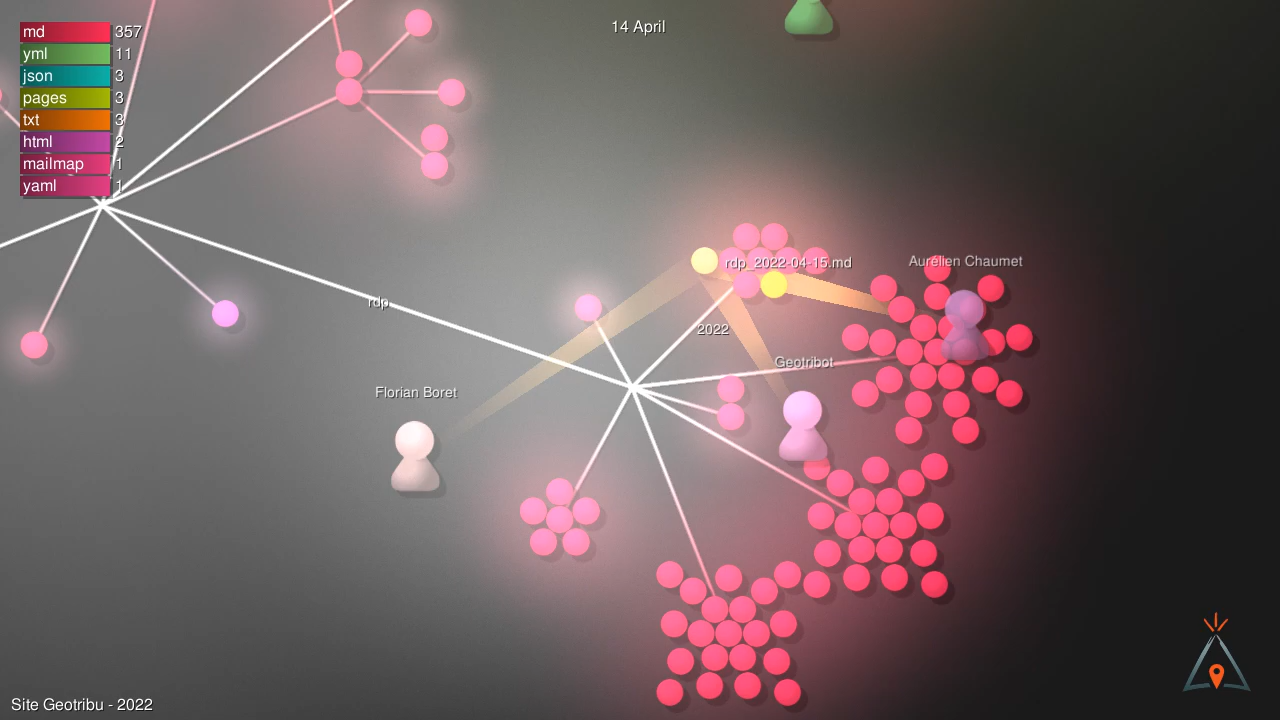 14 April
md 357
yml 11
json 3
pages 3
txt 3
html 2
mailmap 1
yaml 1
rdp_2022-04-15.md
Aurélien Chaumet
rdp
2022
Geotribot
Florian Boret
Site Geotribu - 2022